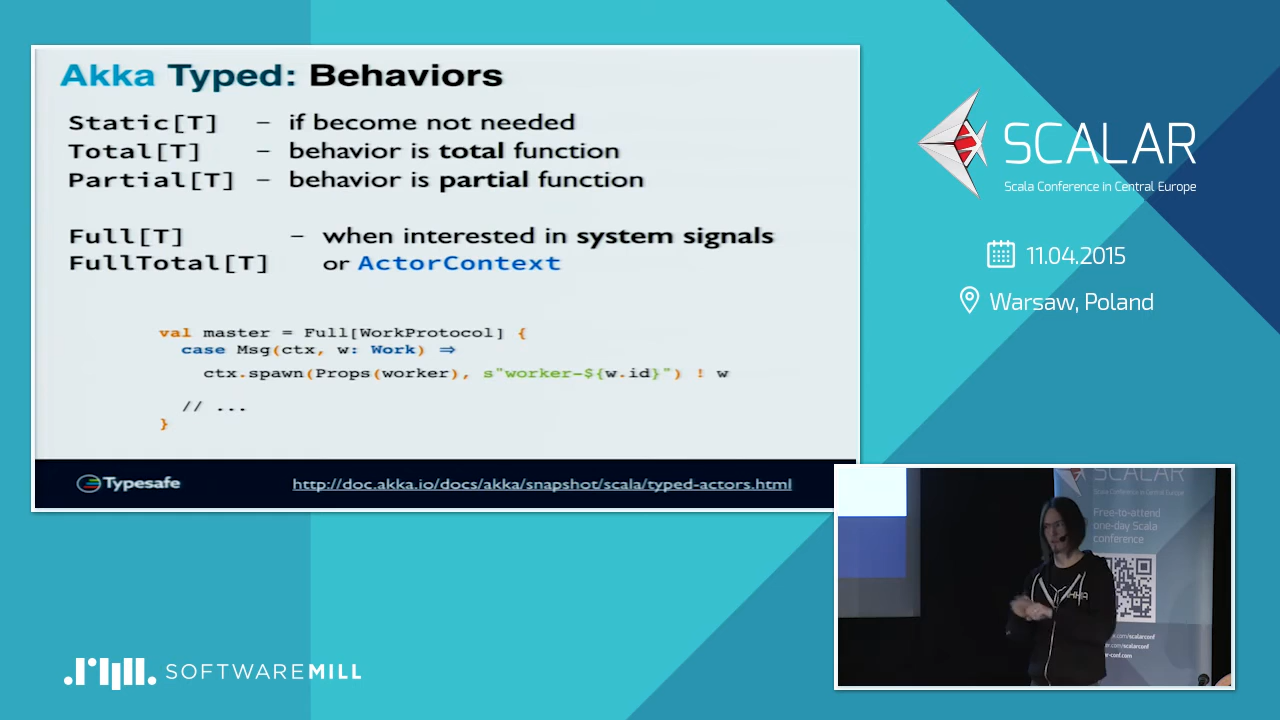 Akka Typed: Behaviors
Static[T] – if become not needed
Total[T] – behavior is total function
Partial[T] – behavior is partial function
Full[T] – when interested in system signals
FullTotal[T] or ActorContext
val master = Full[WorkProtocol] {
case Msg(ctx, w: Work) ⇒
ctx.spawn(Props(worker), s"worker-${w.id}") ! w
// ...
}
Typesafe
http://doc.akka.io/docs/akka/snapshot/scala/typed-actors.html
SCALAR
Scala Conference in Central Europe
11.04.2015
Warsaw, Poland
SCALAR
Scala Conference in Central Europe
Free-to-attend
one-day Scala
conference
SOFTWAREMILL